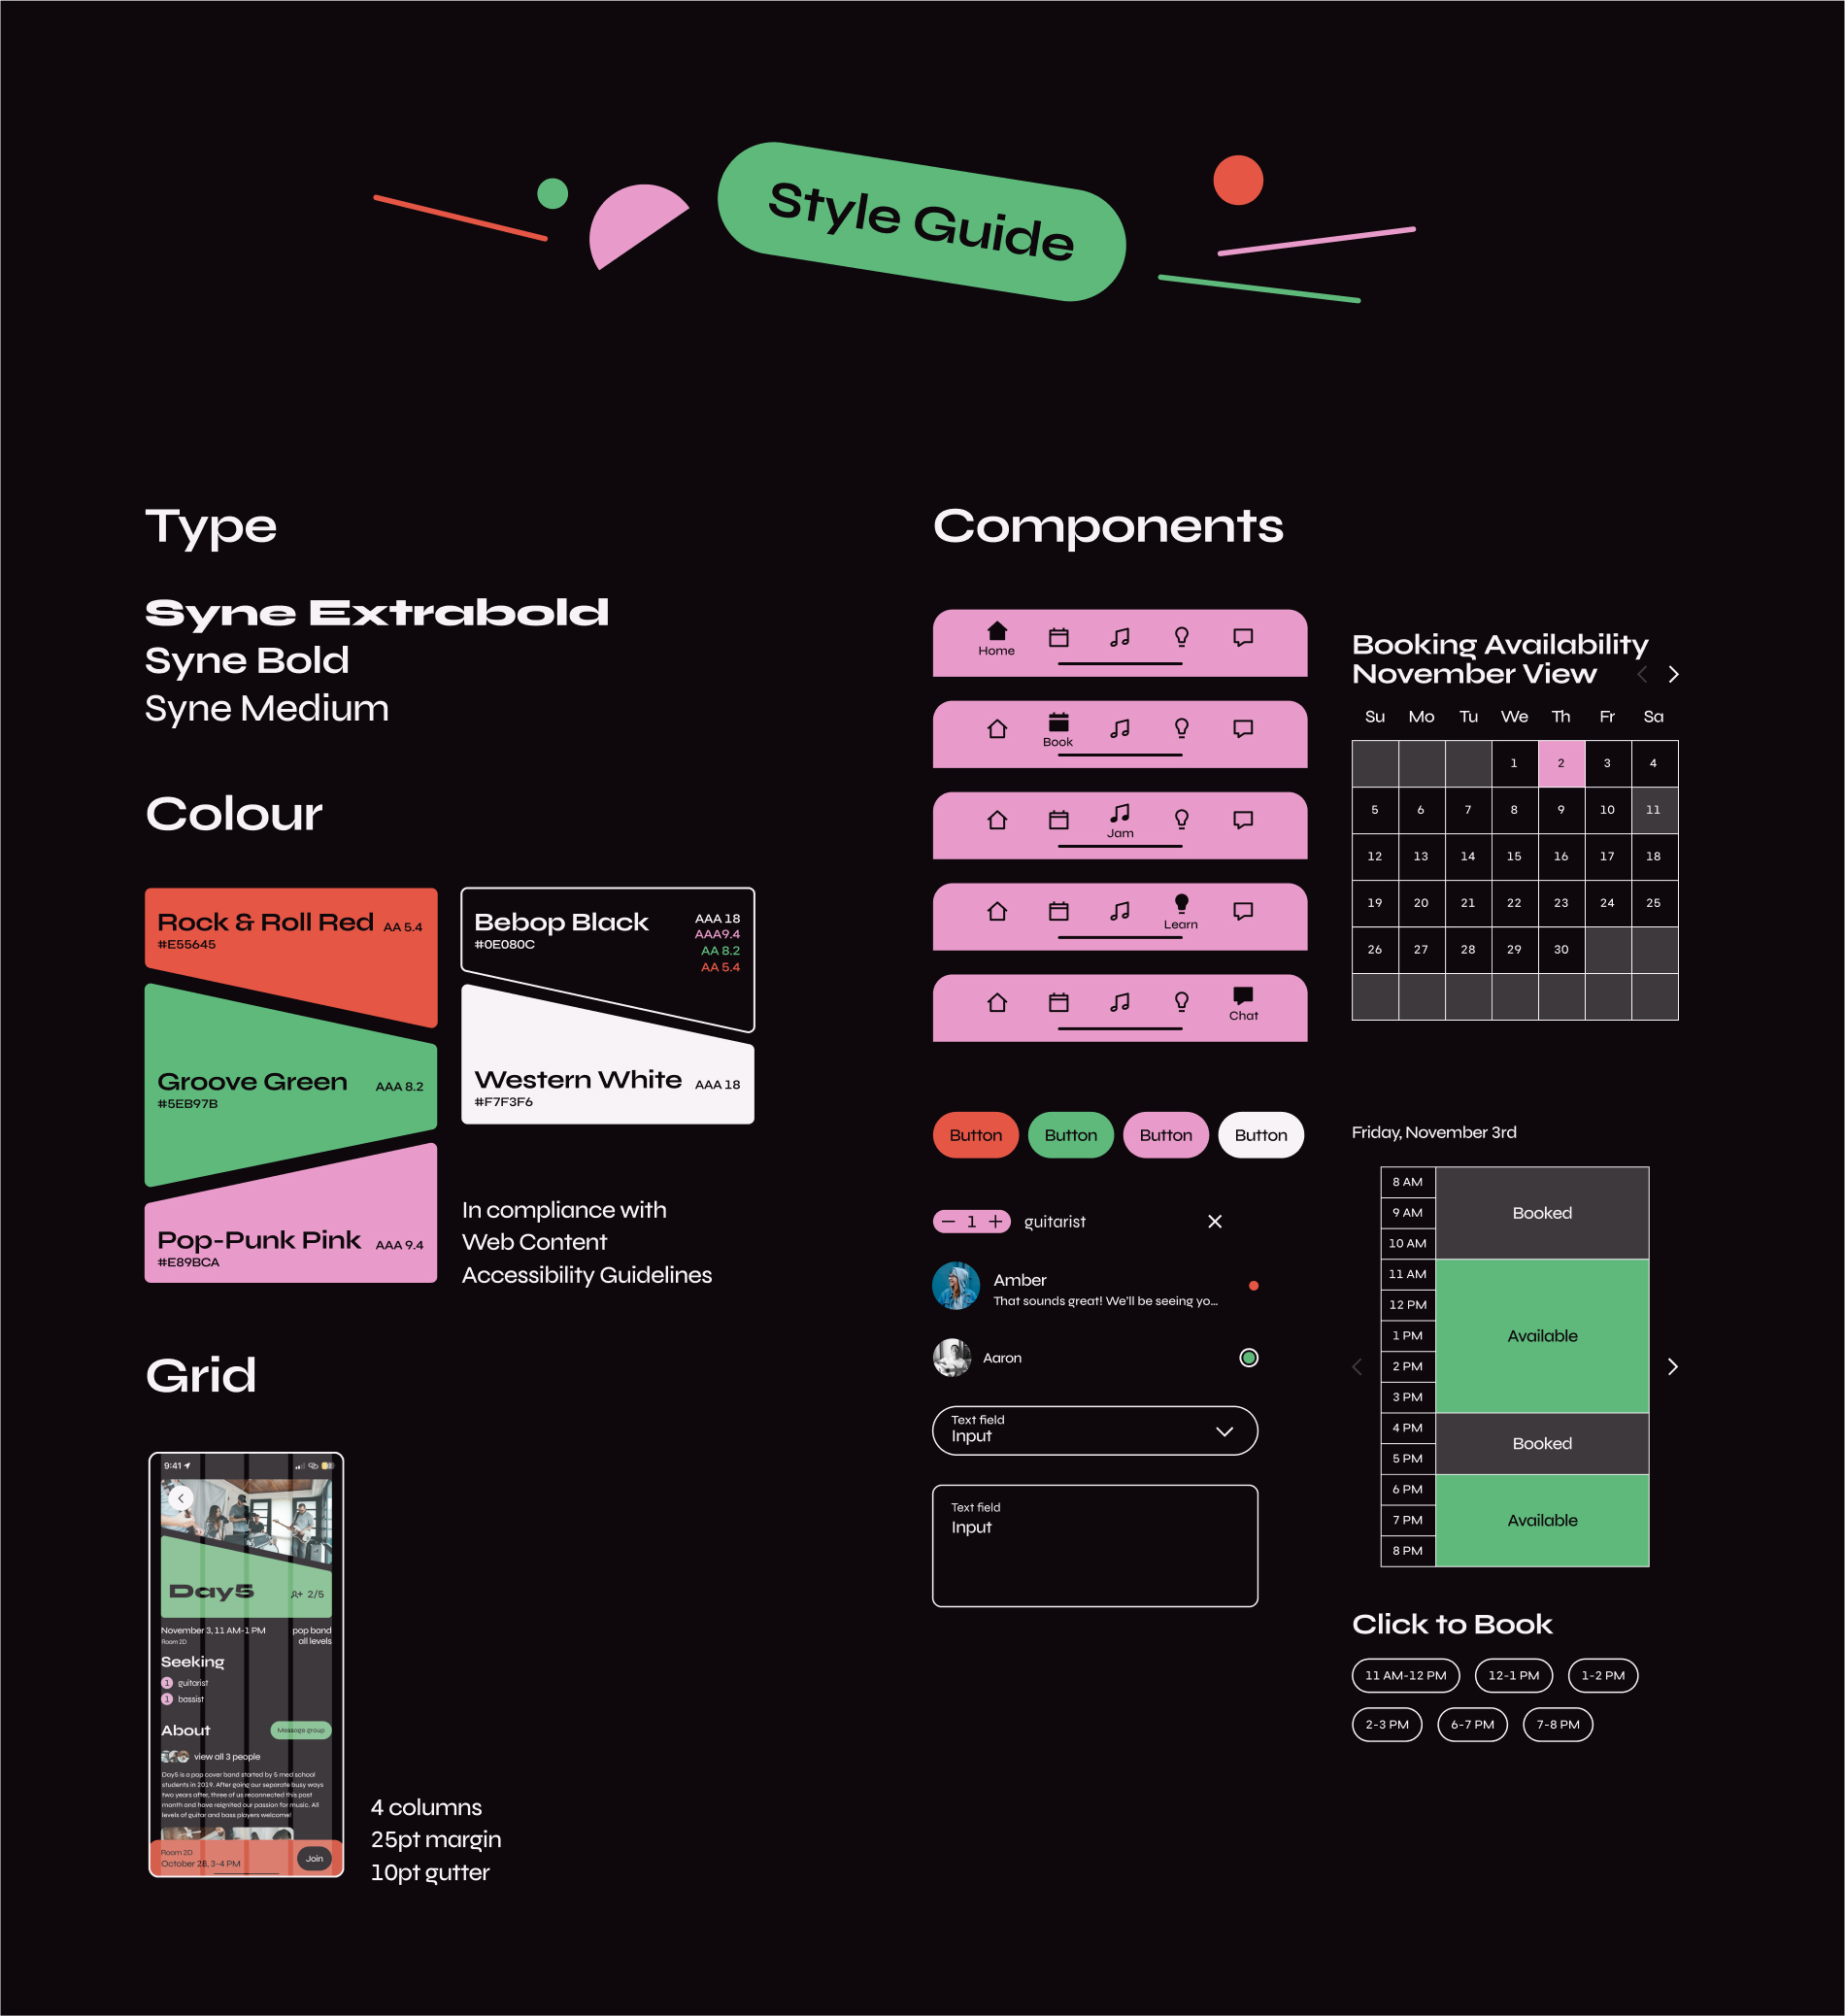 Style Guide
Type
Syne Extrabold
Syne Bold
Syne Medium
Colour
Rock & Roll Red AA 5.4
#E55645
Groove Green AAA 8.2
#5EB97B
Pop-Punk Pink AAA 9.4
#E89BCA
Bebop Black AAA 18
#0E080C AAA9.4
AA 8.2
AA 5.4
Western White AAA 18
#F7F3F6
In compliance with
Web Content
Accessibility Guidelines
Grid
9:41
Day5 2/5
November 3, 11 AM-1 PM pop band
Room 2D all levels
Seeking
1 guitarist
1 bassist
About Message group
view all 3 people
Day5 is a pop cover band started by 5 med school
students in 2019. After going our separate busy ways
two years after, three of us reconnected this past
month and have reignited our passion for music. All
levels of guitar and bass players welcome!
Room 2D
October 28, 3-4 PM Join
4 columns
25pt margin
10pt gutter
Components
Home
Book
Jam
Learn
Chat
Button Button Button Button
1 guitarist
Amber
That sounds great! We'll be seeing yo...
Aaron
Text field
Input
Text field
Input
Booking Availability
November View
Su Mo Tu We Th Fr Sa
1 2 3 4
5 6 7 8 9 10 11
12 13 14 15 16 17 18
19 20 21 22 23 24 25
26 27 28 29 30
Friday, November 3rd
8 AM
9 AM Booked
10 AM
11 AM
12 PM
1 PM Available
2 PM
3 PM
4 PM
Booked
5 PM
6 PM
7 PM Available
8 PM
Click to Book
11 AM-12 PM 12-1 PM 1-2 PM
2-3 PM 6-7 PM 7-8 PM